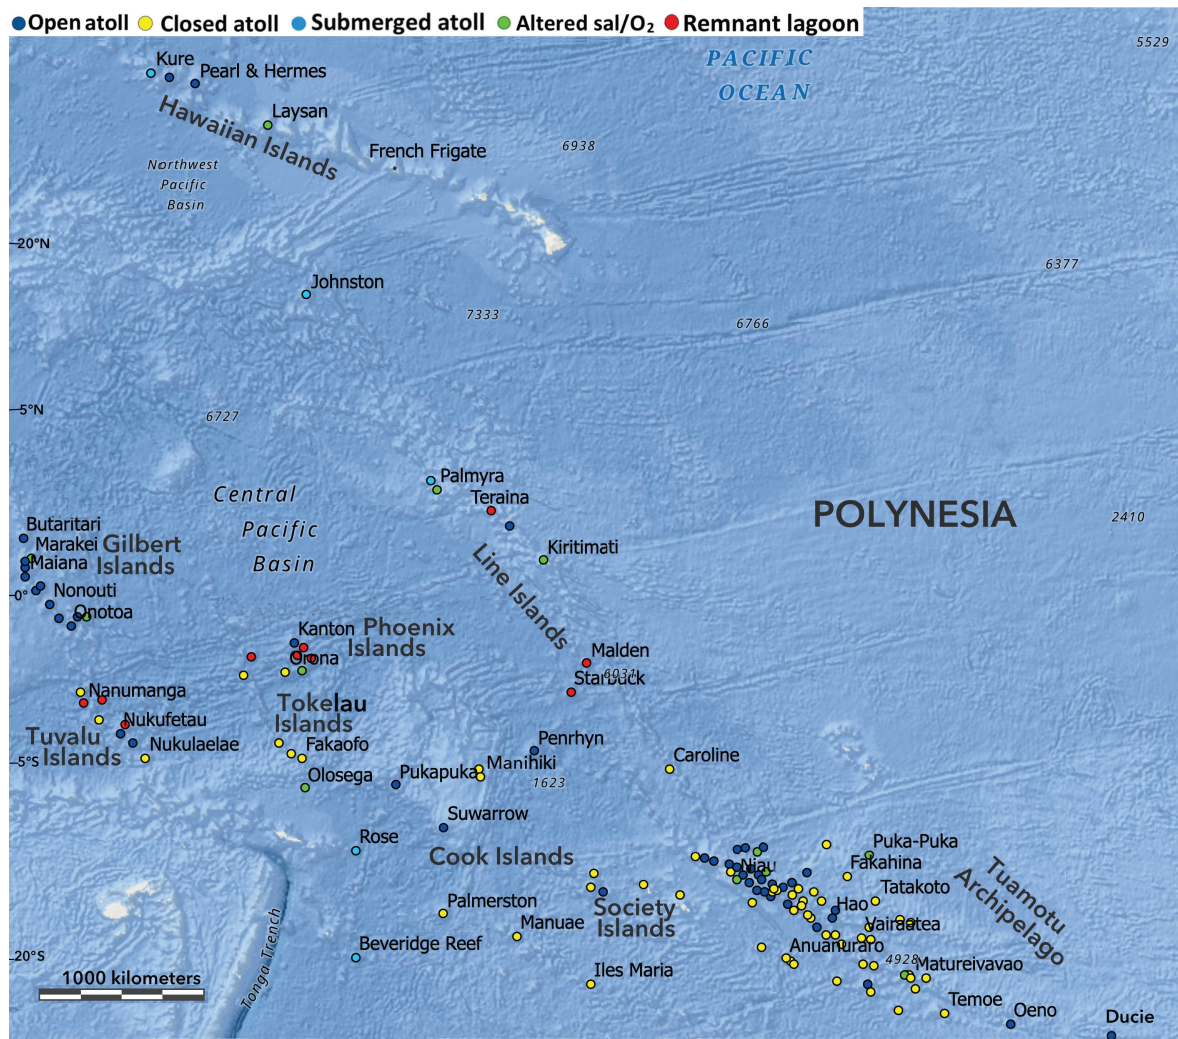 Open atoll Closed atoll Submerged atoll Altered sal/O₂ Remnant lagoon
PACIFIC
OCEAN
5529
Kure
Pearl & Hermes
Hawaiian Islands
Laysan
French Frigate
6938
Northwest
Pacific
Basin
20°N
6377
Johnston
7333
6766
5°N
6727
Palmyra
Teraina
Central
Pacific
Basin
POLYNESIA
2410
Butaritari
Marakei
Gilbert
Islands
Maiana
Kiritimati
Line Islands
Nonouti
0°
Onotoa
Kanton
Phoenix
Islands
Orona
Malden
6031
Starbuck
Nanumanga
Tokelau
Islands
Nukufetau
Tuvalu
Islands
Nukulaelae
Fakaofo
Penrhyn
Caroline
5°S
Olosega
Pukapuka
Manihiki
1623
Suwarrow
Rose
Cook Islands
Niau
Puka-Puka
Fakahina
Tuamotu
Archipelago
Tatakoto
Palmerston
Society
Islands
Hao
Manuae
Vairaatea
Tonga Trench
Beveridge Reef
Anuanuraro
20°S
4928
Matureivavao
1000 kilometers
Iles Maria
Temoe
Oeno
Ducie